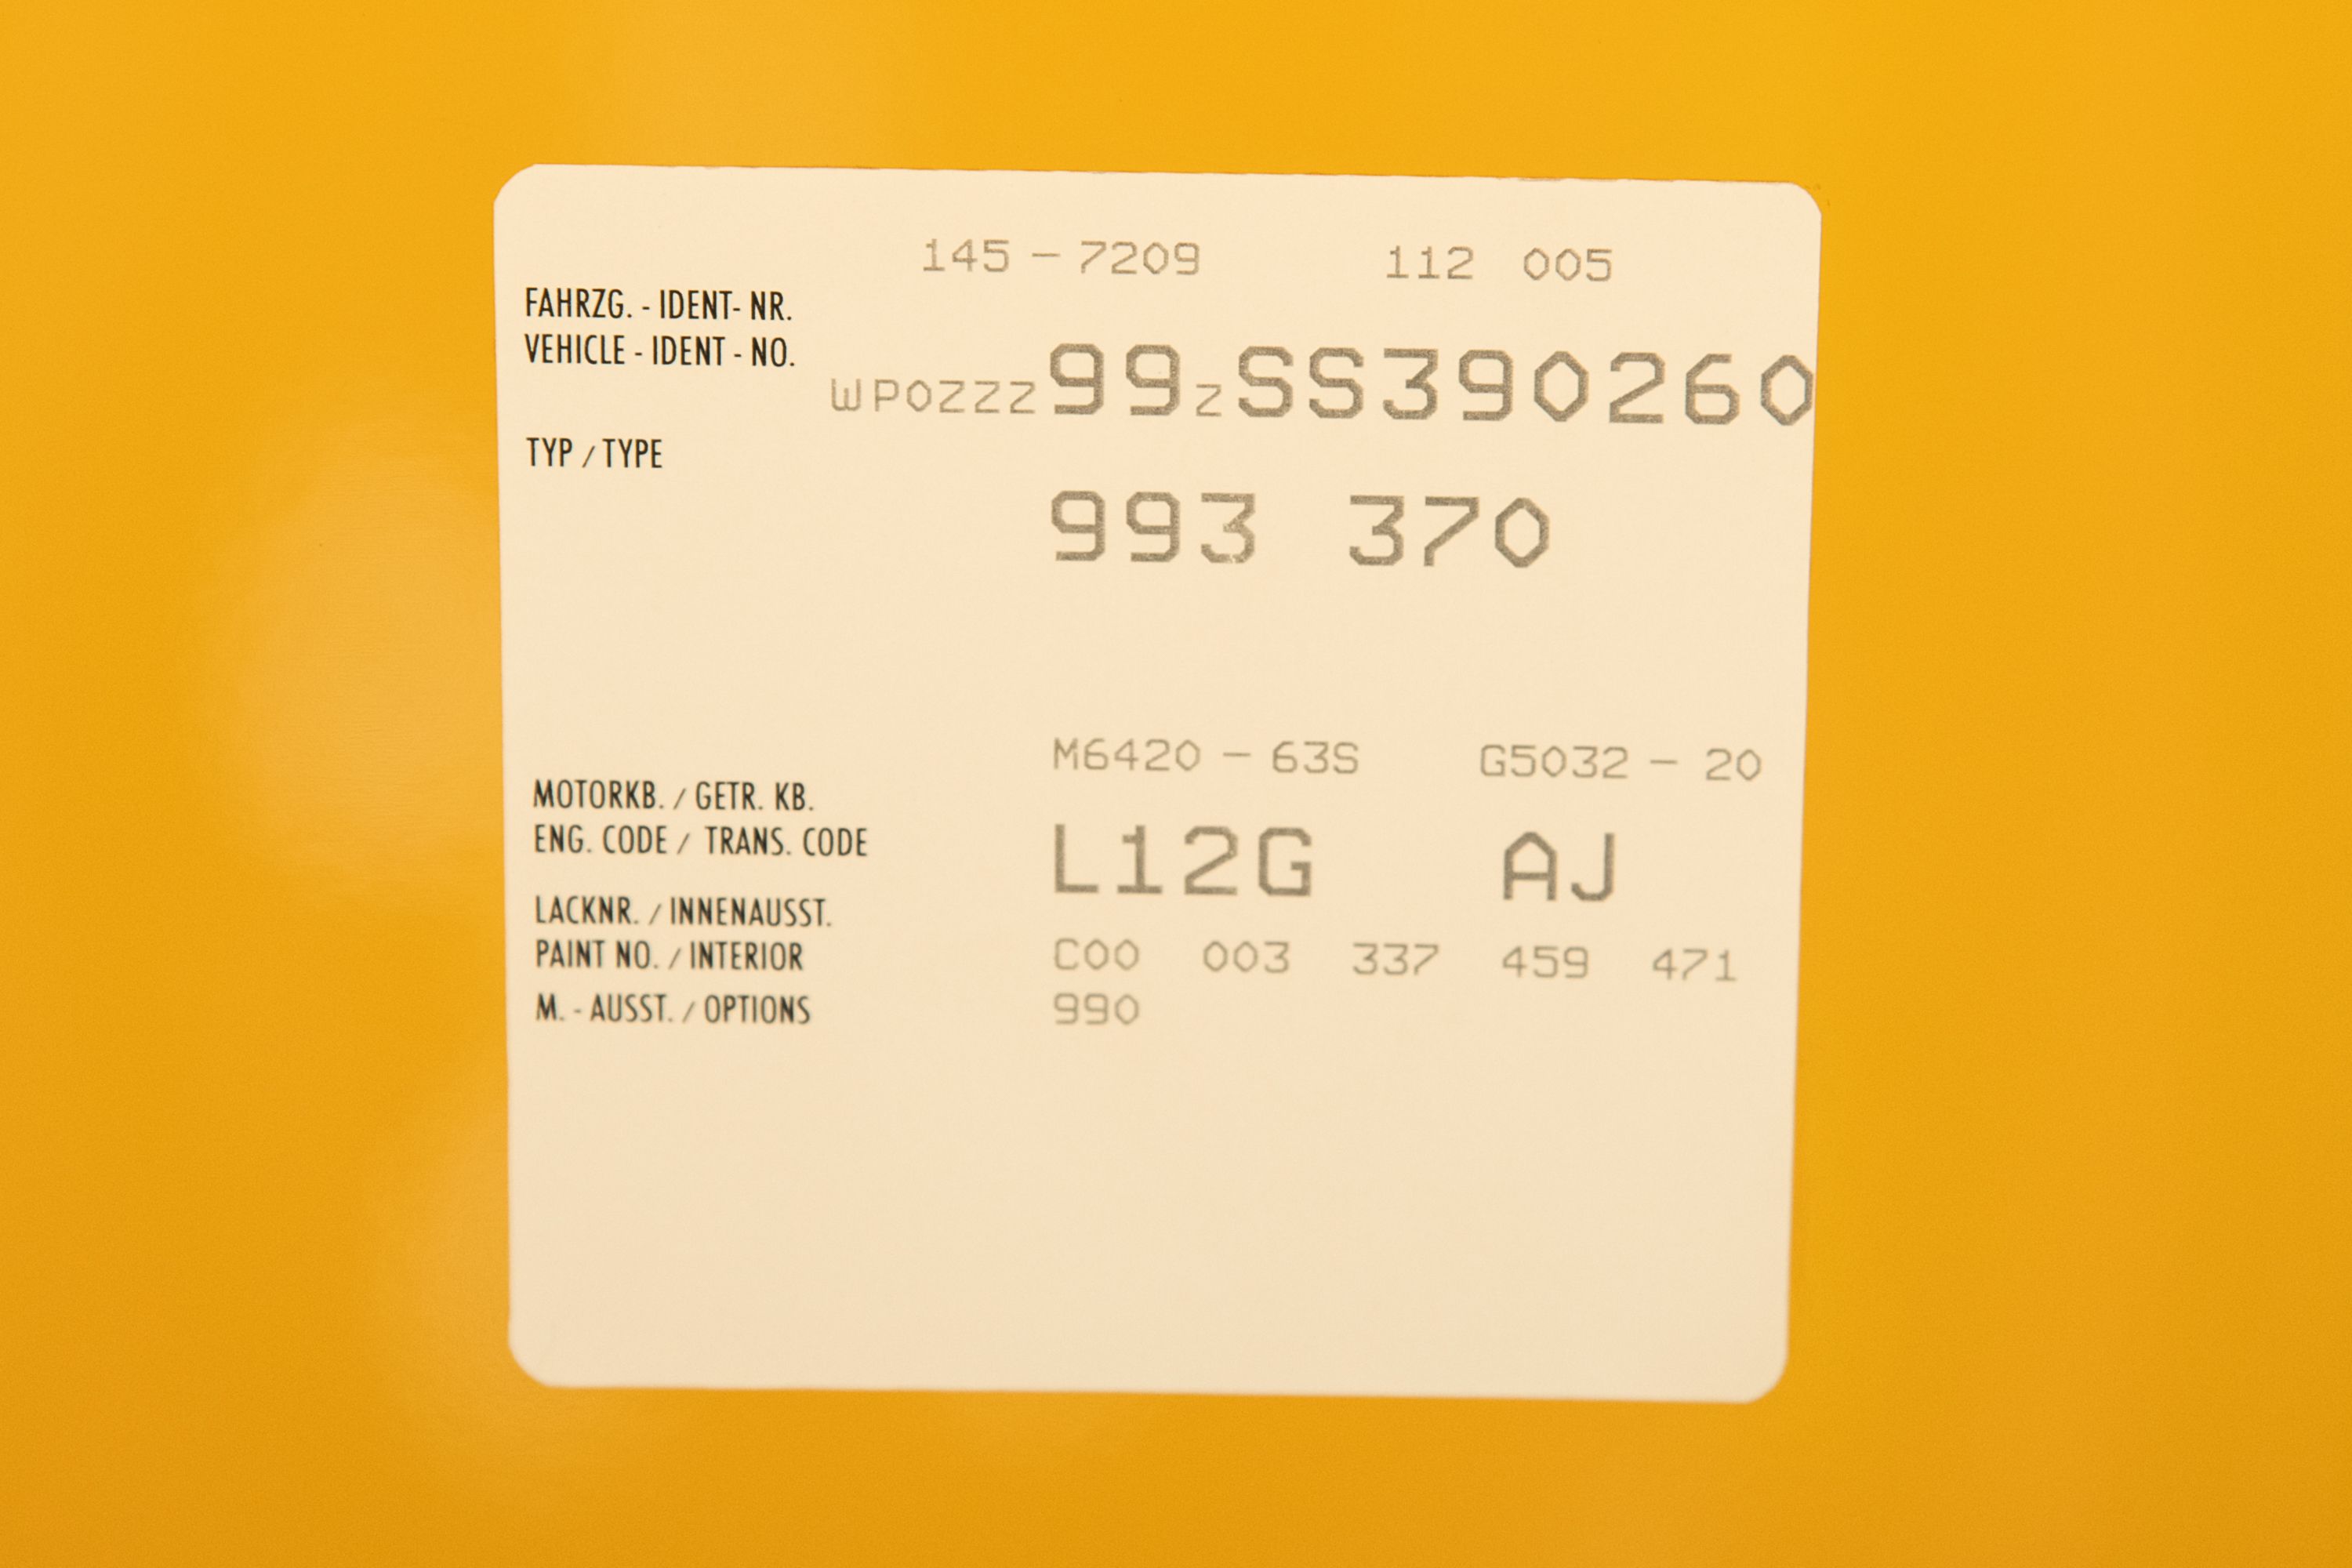 145 - 7209 112 005
FAHRZG. - IDENT- NR.
VEHICLE - IDENT - NO.
WP0ZZZ99ZSS390260
TYP / TYPE
993 370
M6420 - 63S G5032 - 20
MOTORKB. / GETR. KB.
ENG. CODE / TRANS. CODE L12G AJ
LACKNR. / INNENAUSST.
PAINT NO. / INTERIOR C00 003 337 459 471
M. - AUSST. / OPTIONS 990